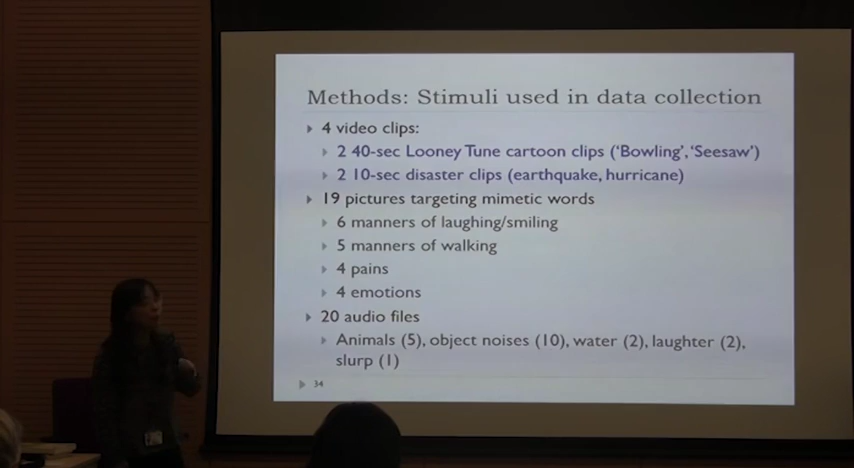 Methods: Stimuli used in data collection
4 video clips:
2 40-sec Looney Tune cartoon clips (‘Bowling’, ‘Seesaw’)
2 10-sec disaster clips (earthquake, hurricane)
19 pictures targeting mimetic words
6 manners of laughing/smiling
5 manners of walking
4 pains
4 emotions
20 audio files
Animals (5), object noises (10), water (2), laughter (2),
slurp (1)
34